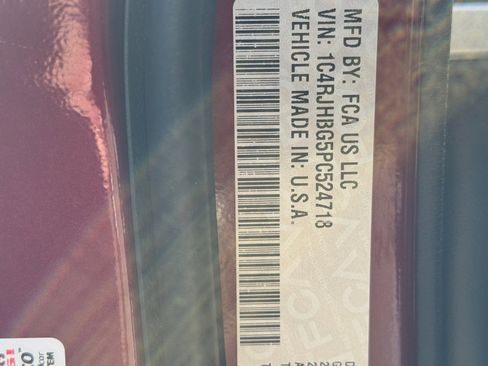 MFD BY: FCA US LLC
VIN: 1C4RJHBG5PC524718
VEHICLE MADE IN: U.S.A.